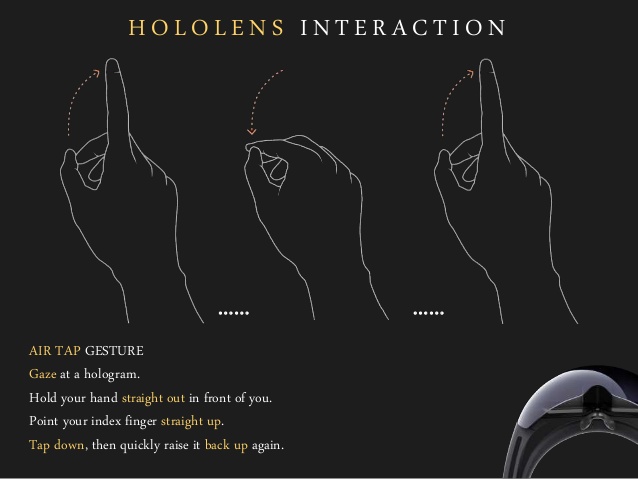 HOLOLENS INTERACTION
AIR TAP GESTURE
Gaze at a hologram.
Hold your hand straight out in front of you.
Point your index finger straight up.
Tap down, then quickly raise it back up again.